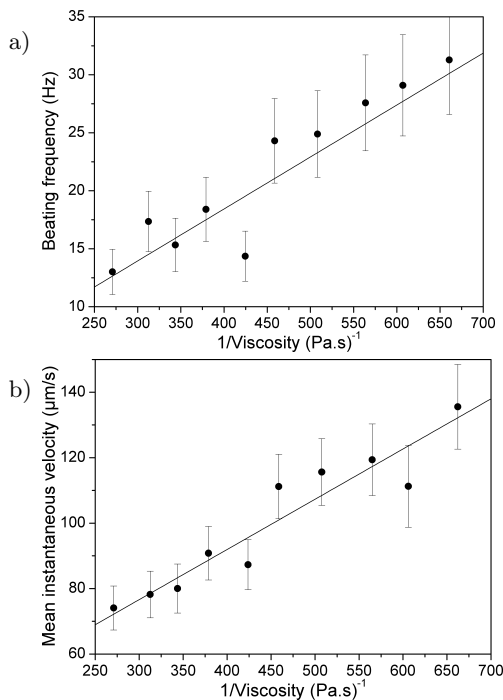 a)
35
30
25
20
15
10
Beating frequency (Hz)
250 300 350 400 450 500 550 600 650 700
1/Viscosity (Pa.s)-1
b)
140
120
100
80
60
Mean instantaneous velocity (µm/s)
250 300 350 400 450 500 550 600 650 700
1/Viscosity (Pa.s)-1